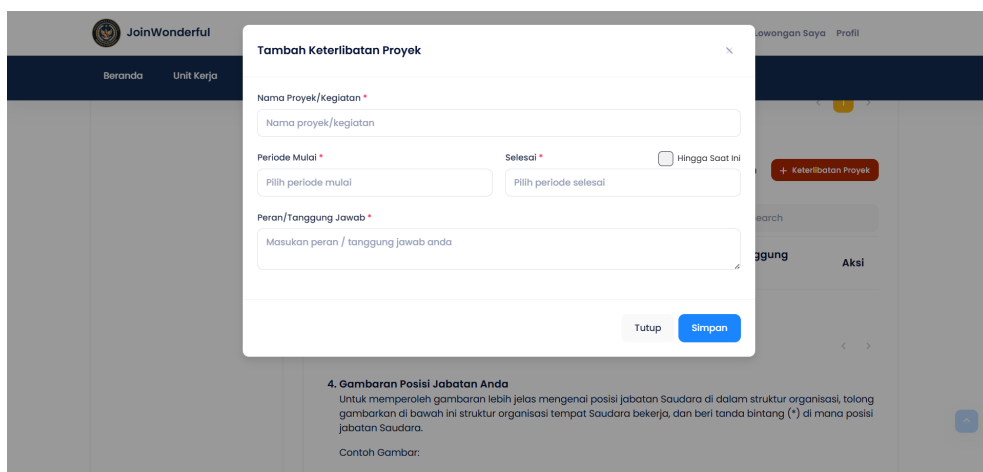 JoinWonderful
Lowongan Saya Profil
Beranda Unit Kerja
Tambah Keterlibatan Proyek
Nama Proyek/Kegiatan *
Nama proyek/kegiatan
Periode Mulai * Selesai * Hingga Saat Ini
Pilih periode mulai Pilih periode selesai
Peran/Tanggung Jawab *
Masukan peran / tanggung jawab anda
Tutup Simpan
1
+ Keterlibatan Proyek
earch
ggung
Aksi
4. Gambaran Posisi Jabatan Anda
Untuk memperoleh gambaran lebih jelas mengenai posisi jabatan Saudara di dalam struktur organisasi, tolong
gambarkan di bawah ini struktur organisasi tempat Saudara bekerja, dan beri tanda bintang (*) di mana posisi
jabatan Saudara.
Contoh Gambar: